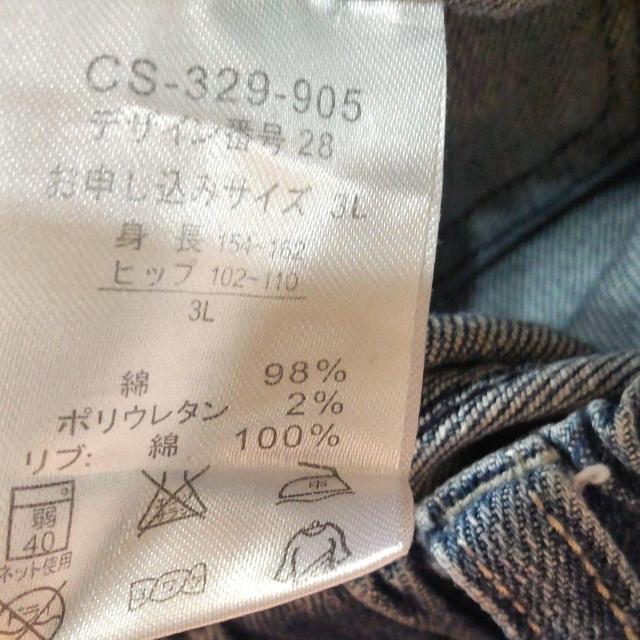 CS-329-905
デザイン番号 28
お申し込みサイズ 3L
身長 154~162
ヒップ 102~110
3L
綿 98%
ポリウレタン 2%
リブ: 綿 100%
弱
40
ネット使用